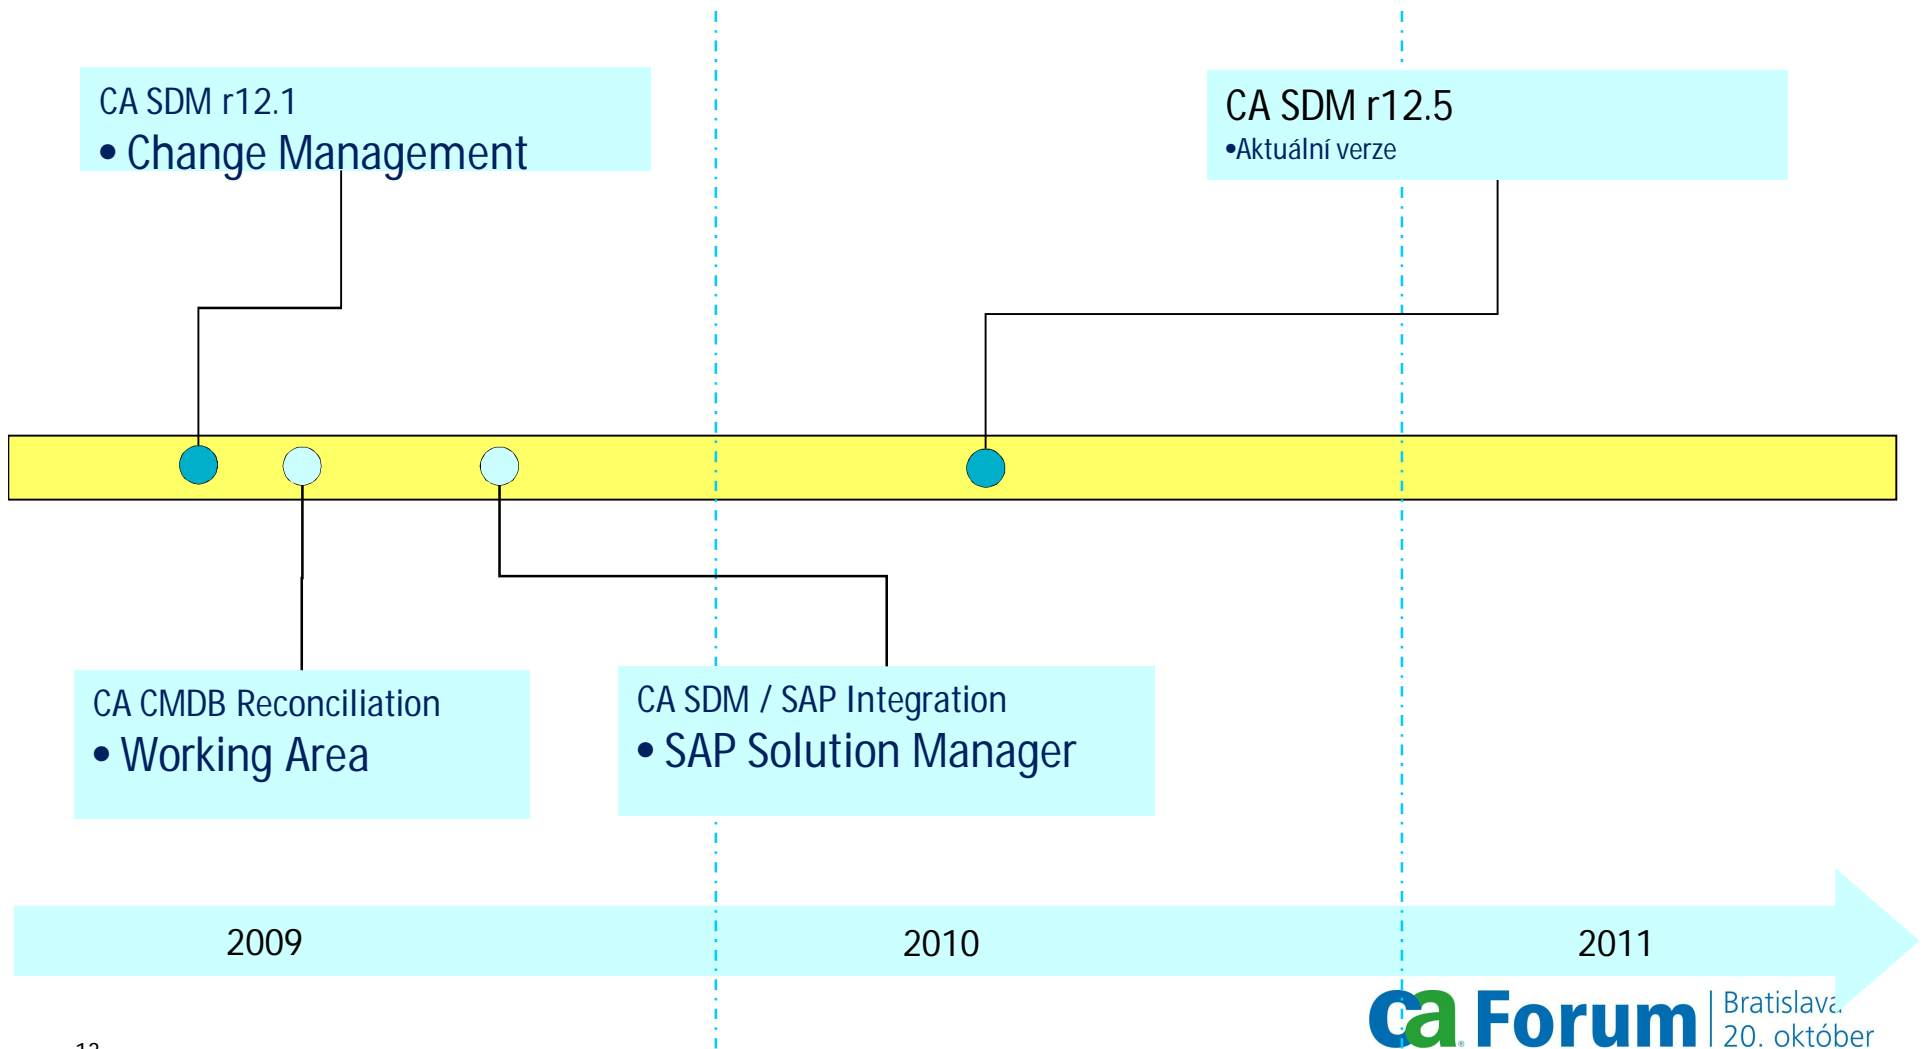 CA SDM r12.1
• Change Management
CA SDM r12.5
•Aktuální verze
CA CMDB Reconciliation
• Working Area
CA SDM / SAP Integration
• SAP Solution Manager
2009
2010
2011
ca Forum
Bratislava
20. október